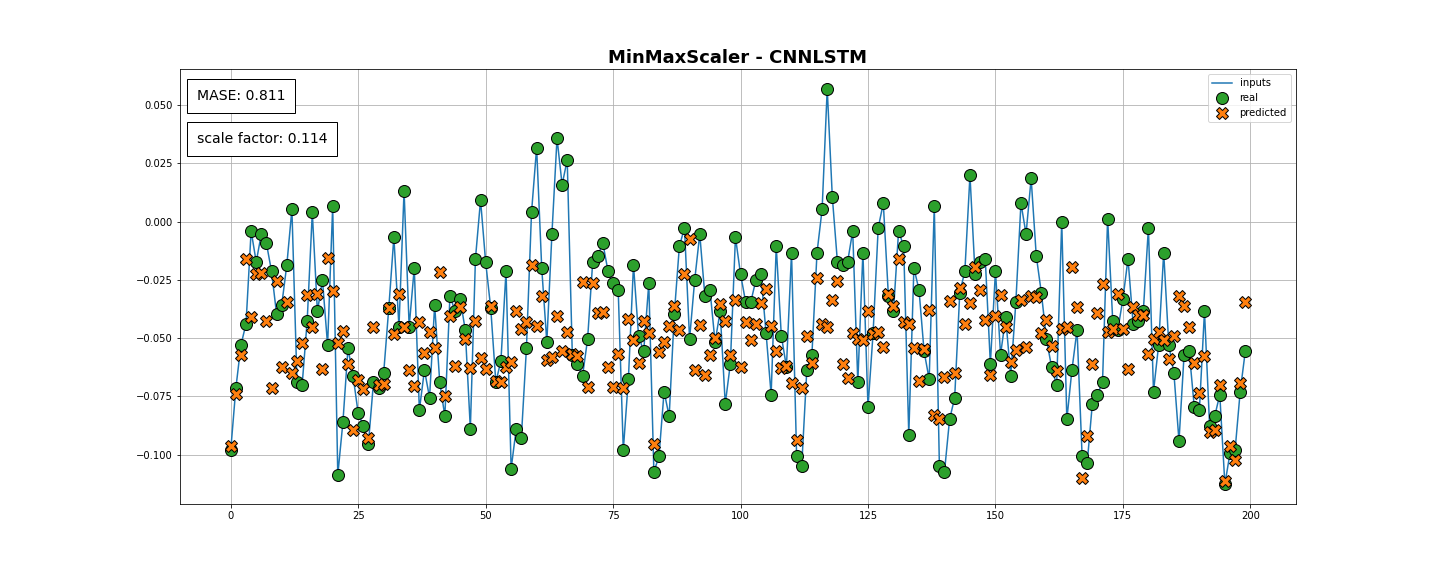 MinMaxScaler - CNNLSTM
MASE: 0.811
scale factor: 0.114
inputs
real
predicted
0.050
0.025
0.000
−0.025
−0.050
−0.075
−0.100
0 25 50 75 100 125 150 175 200